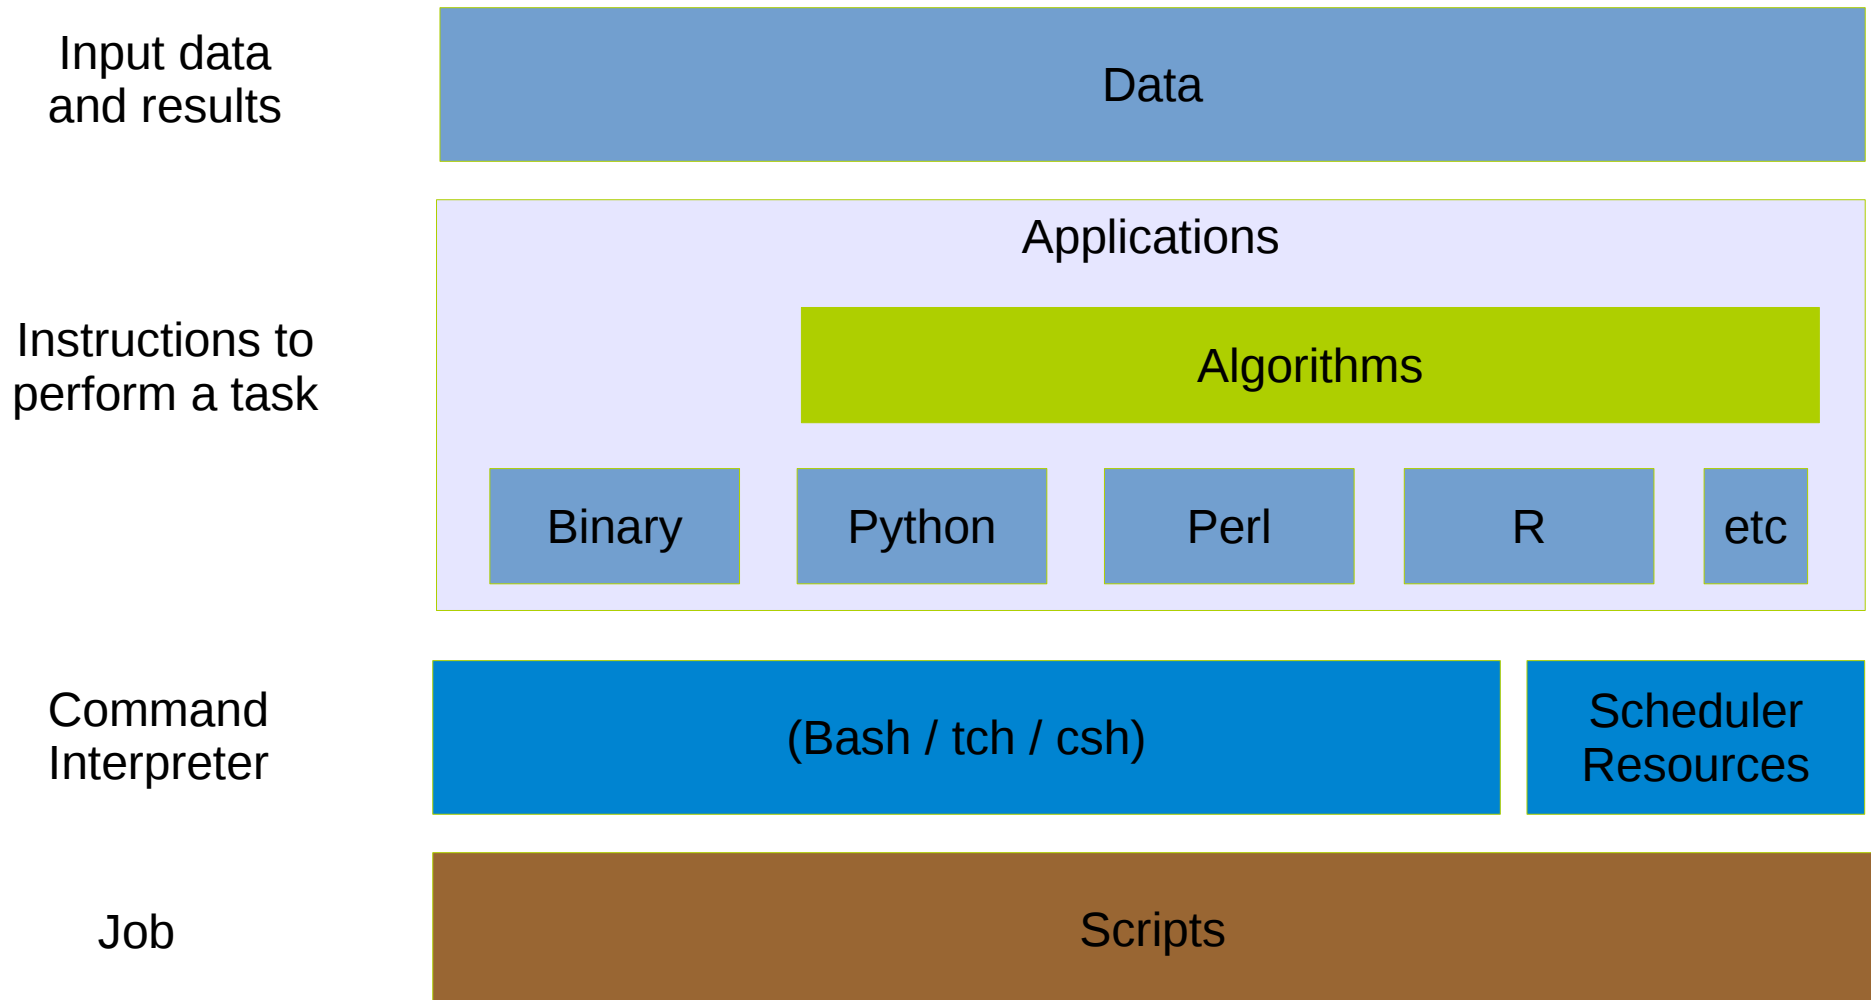 Input data
and results
Data
Applications
Instructions to
perform a task
Algorithms
Binary
Python
Perl
R
etc
Command
Interpreter
(Bash / tch / csh)
Scheduler
Resources
Job
Scripts